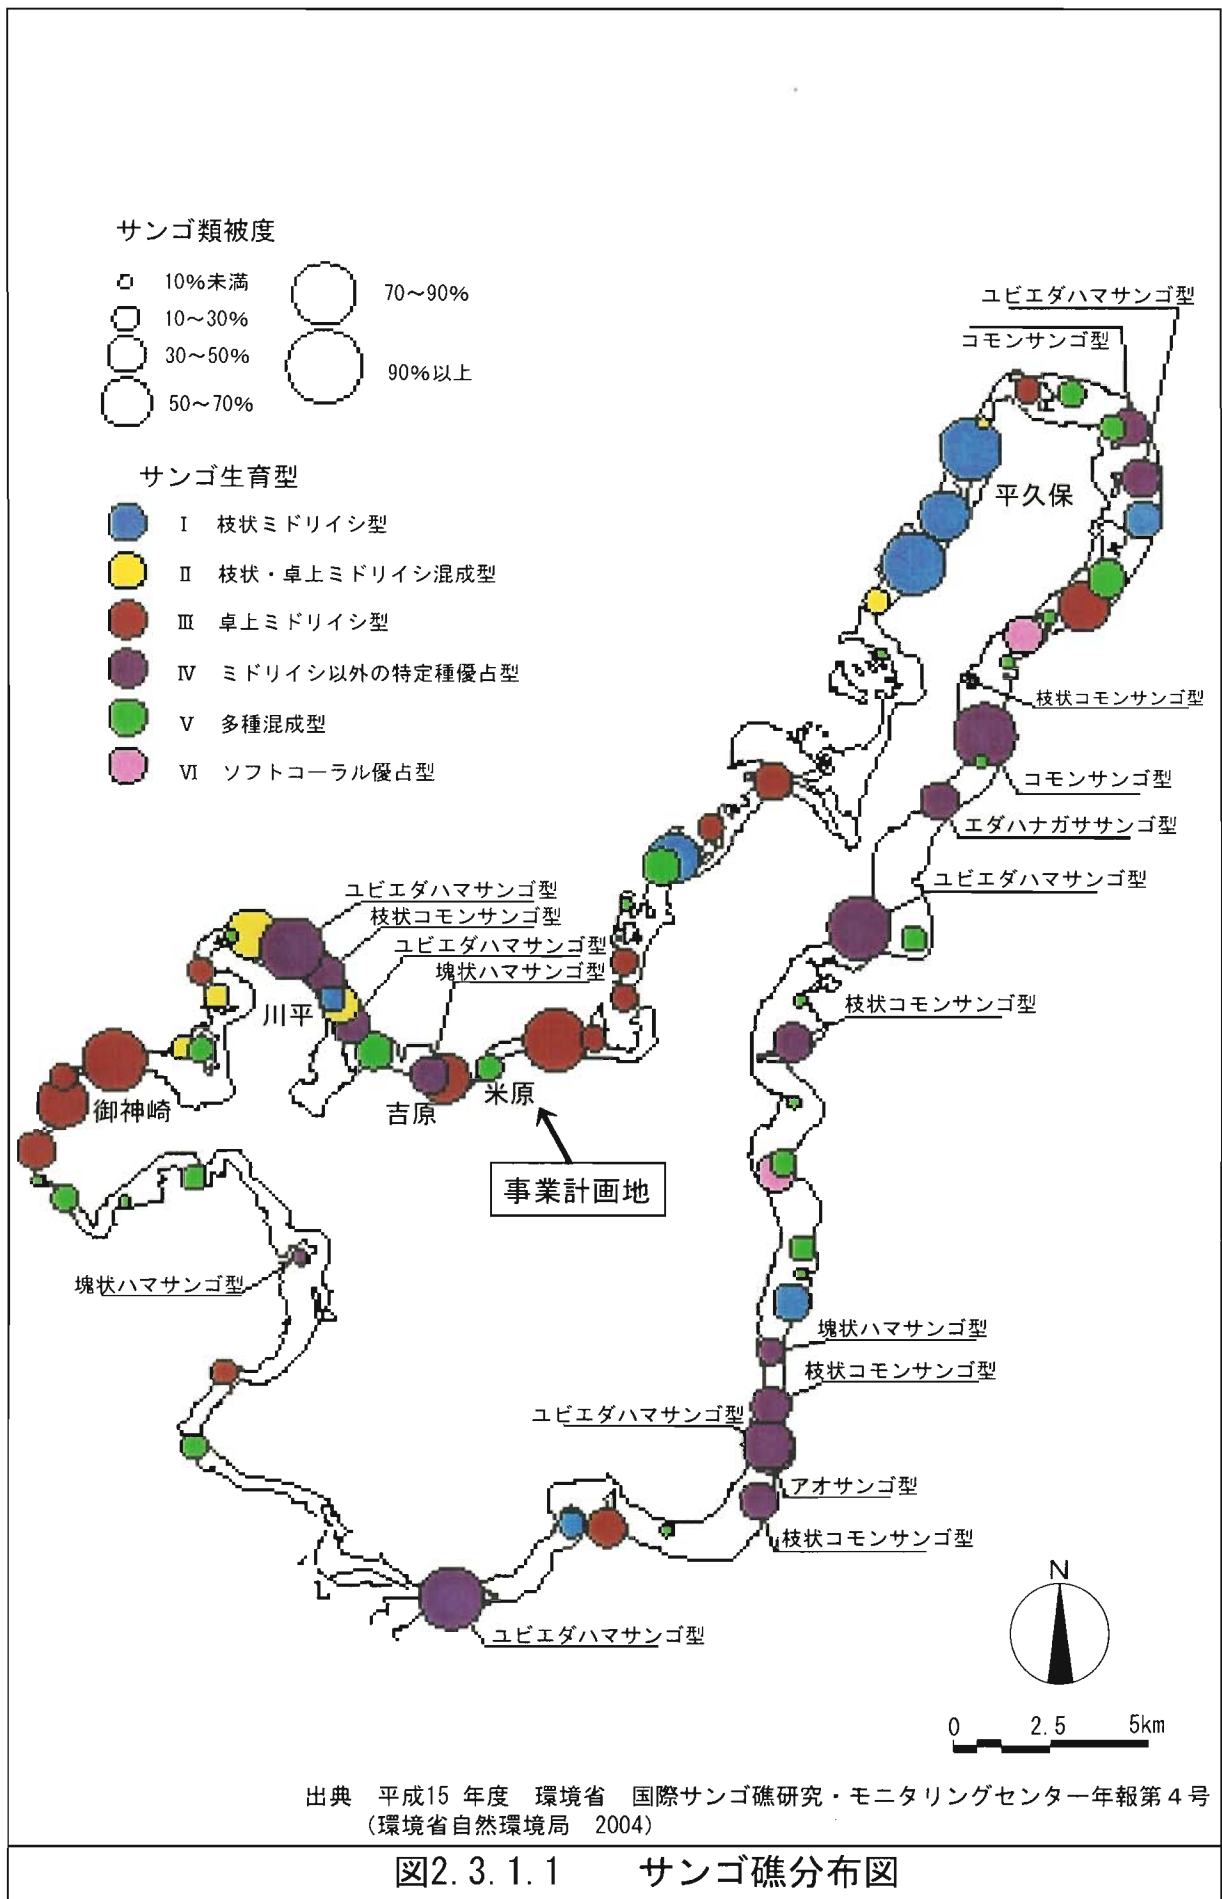 サンゴ類被度
10%未満
10～30%
30～50%
50～70%
70～90%
90%以上
サンゴ生育型
Ⅰ 枝状ミドリイシ型
Ⅱ 枝状・卓上ミドリイシ混成型
Ⅲ 卓上ミドリイシ型
Ⅳ ミドリイシ以外の特定種優占型
Ⅴ 多種混成型
Ⅵ ソフトコーラル優占型
ユビエダハマサンゴ型
コモンサンゴ型
平久保
枝状コモンサンゴ型
コモンサンゴ型
エダハナガササンゴ型
ユビエダハマサンゴ型
ユビエダハマサンゴ型
枝状コモンサンゴ型
ユビエダハマサンゴ型
塊状ハマサンゴ型
枝状コモンサンゴ型
川平
御神崎
吉原
米原
事業計画地
塊状ハマサンゴ型
塊状ハマサンゴ型
枝状コモンサンゴ型
ユビエダハマサンゴ型
アオサンゴ型
枝状コモンサンゴ型
ユビエダハマサンゴ型
N
0 2.5 5km
出典 平成15 年度 環境省 国際サンゴ礁研究・モニタリングセンター年報第４号
(環境省自然環境局 2004)
図2.3.1.1 サンゴ礁分布図